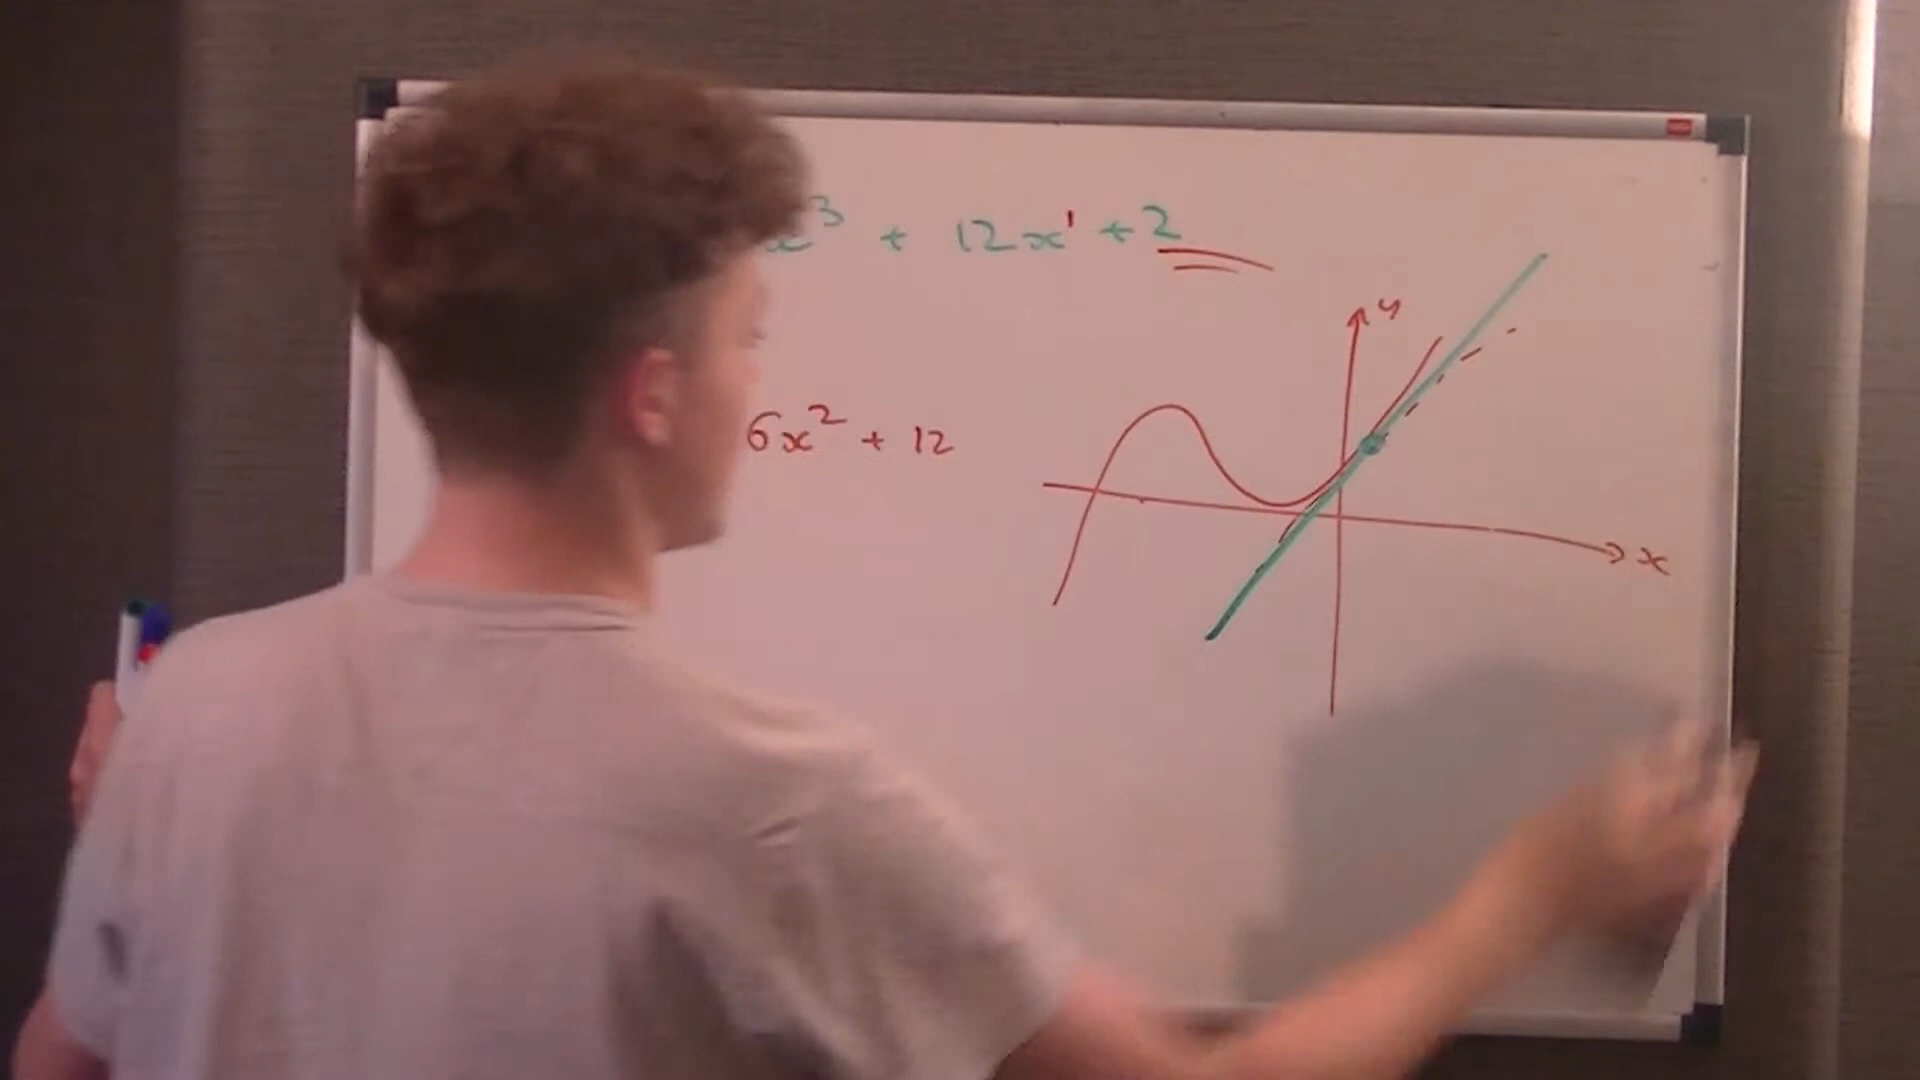 x³ + 12x¹ + 2
y
6x² + 12
x